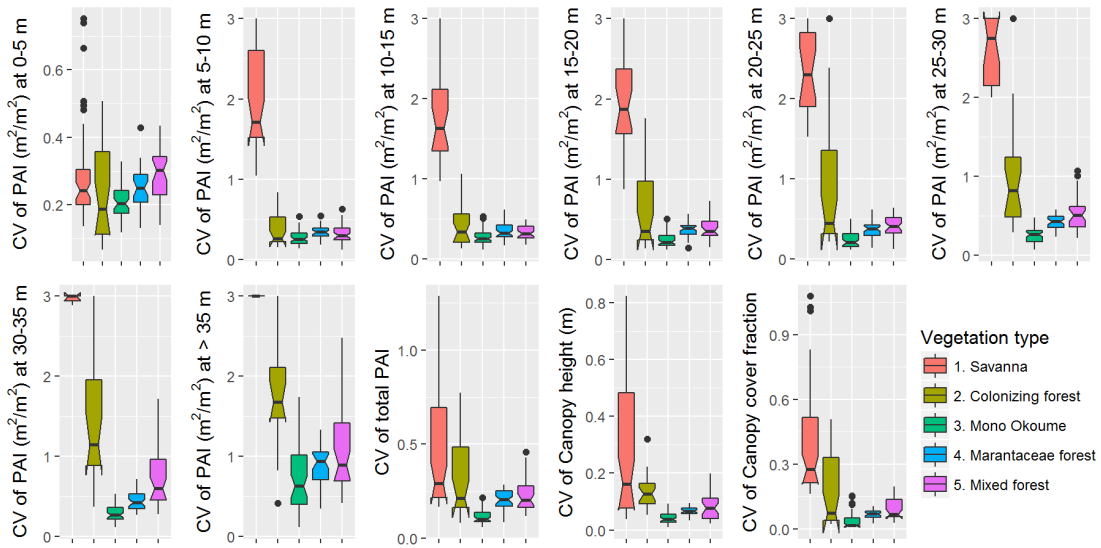 CV of PAI (m²/m²) at 0-5 m
0.8
0.6
0.4
0.2
CV of PAI (m²/m²) at 5-10 m
3
2
1
0
CV of PAI (m²/m²) at 10-15 m
3
2
1
0
CV of PAI (m²/m²) at 15-20 m
3
2
1
0
CV of PAI (m²/m²) at 20-25 m
3
2
1
0
CV of PAI (m²/m²) at 25-30 m
3
2
1
0
CV of PAI (m²/m²) at 30-35 m
3
2
1
0
CV of PAI (m²/m²) at > 35 m
3
2
1
0
CV of total PAI
1.0
0.5
0.0
CV of Canopy height (m)
0.8
0.6
0.4
0.2
0.0
CV of Canopy cover fraction
0.9
0.6
0.3
0.0
Vegetation type
1. Savanna
2. Colonizing forest
3. Mono Okoume
4. Marantaceae forest
5. Mixed forest